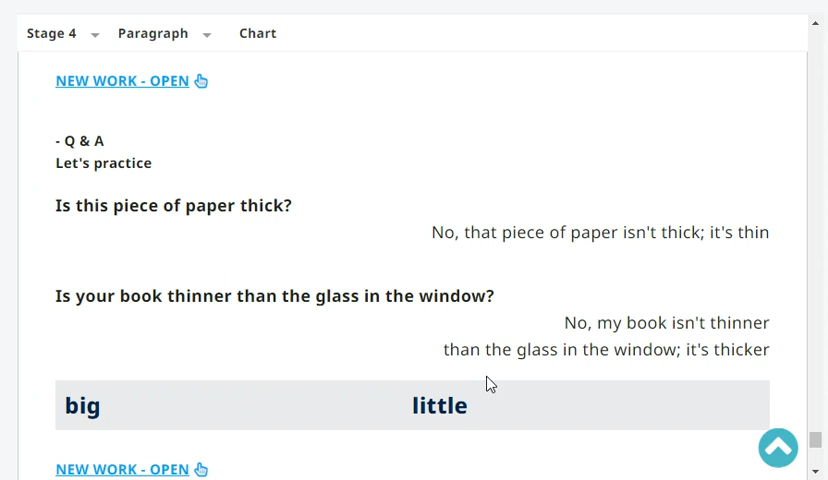 Stage 4 Paragraph Chart
NEW WORK - OPEN
- Q & A
Let's practice
Is this piece of paper thick?
No, that piece of paper isn't thick; it's thin
Is your book thinner than the glass in the window?
No, my book isn't thinner
than the glass in the window; it's thicker
big little
NEW WORK - OPEN